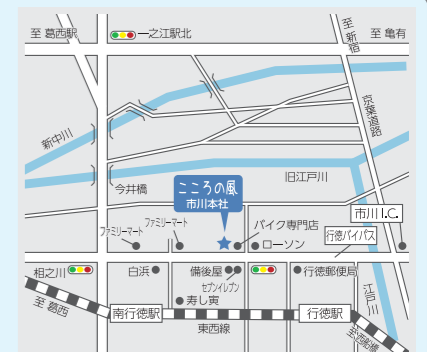 至 葛西駅
一之江駅北
至 新宿
至 亀有
京葉道路
新中川
今井橋
旧江戸川
こころの風
市川本社
市川I.C.
ファミリーマート
ファミリーマート
バイク専門店
ローソン
行徳バイパス
相之川
白浜
備後屋
セブンイレブン
行徳郵便局
江戸川
至 葛西
寿し寅
南行徳駅
東西線
行徳駅
至西船橋